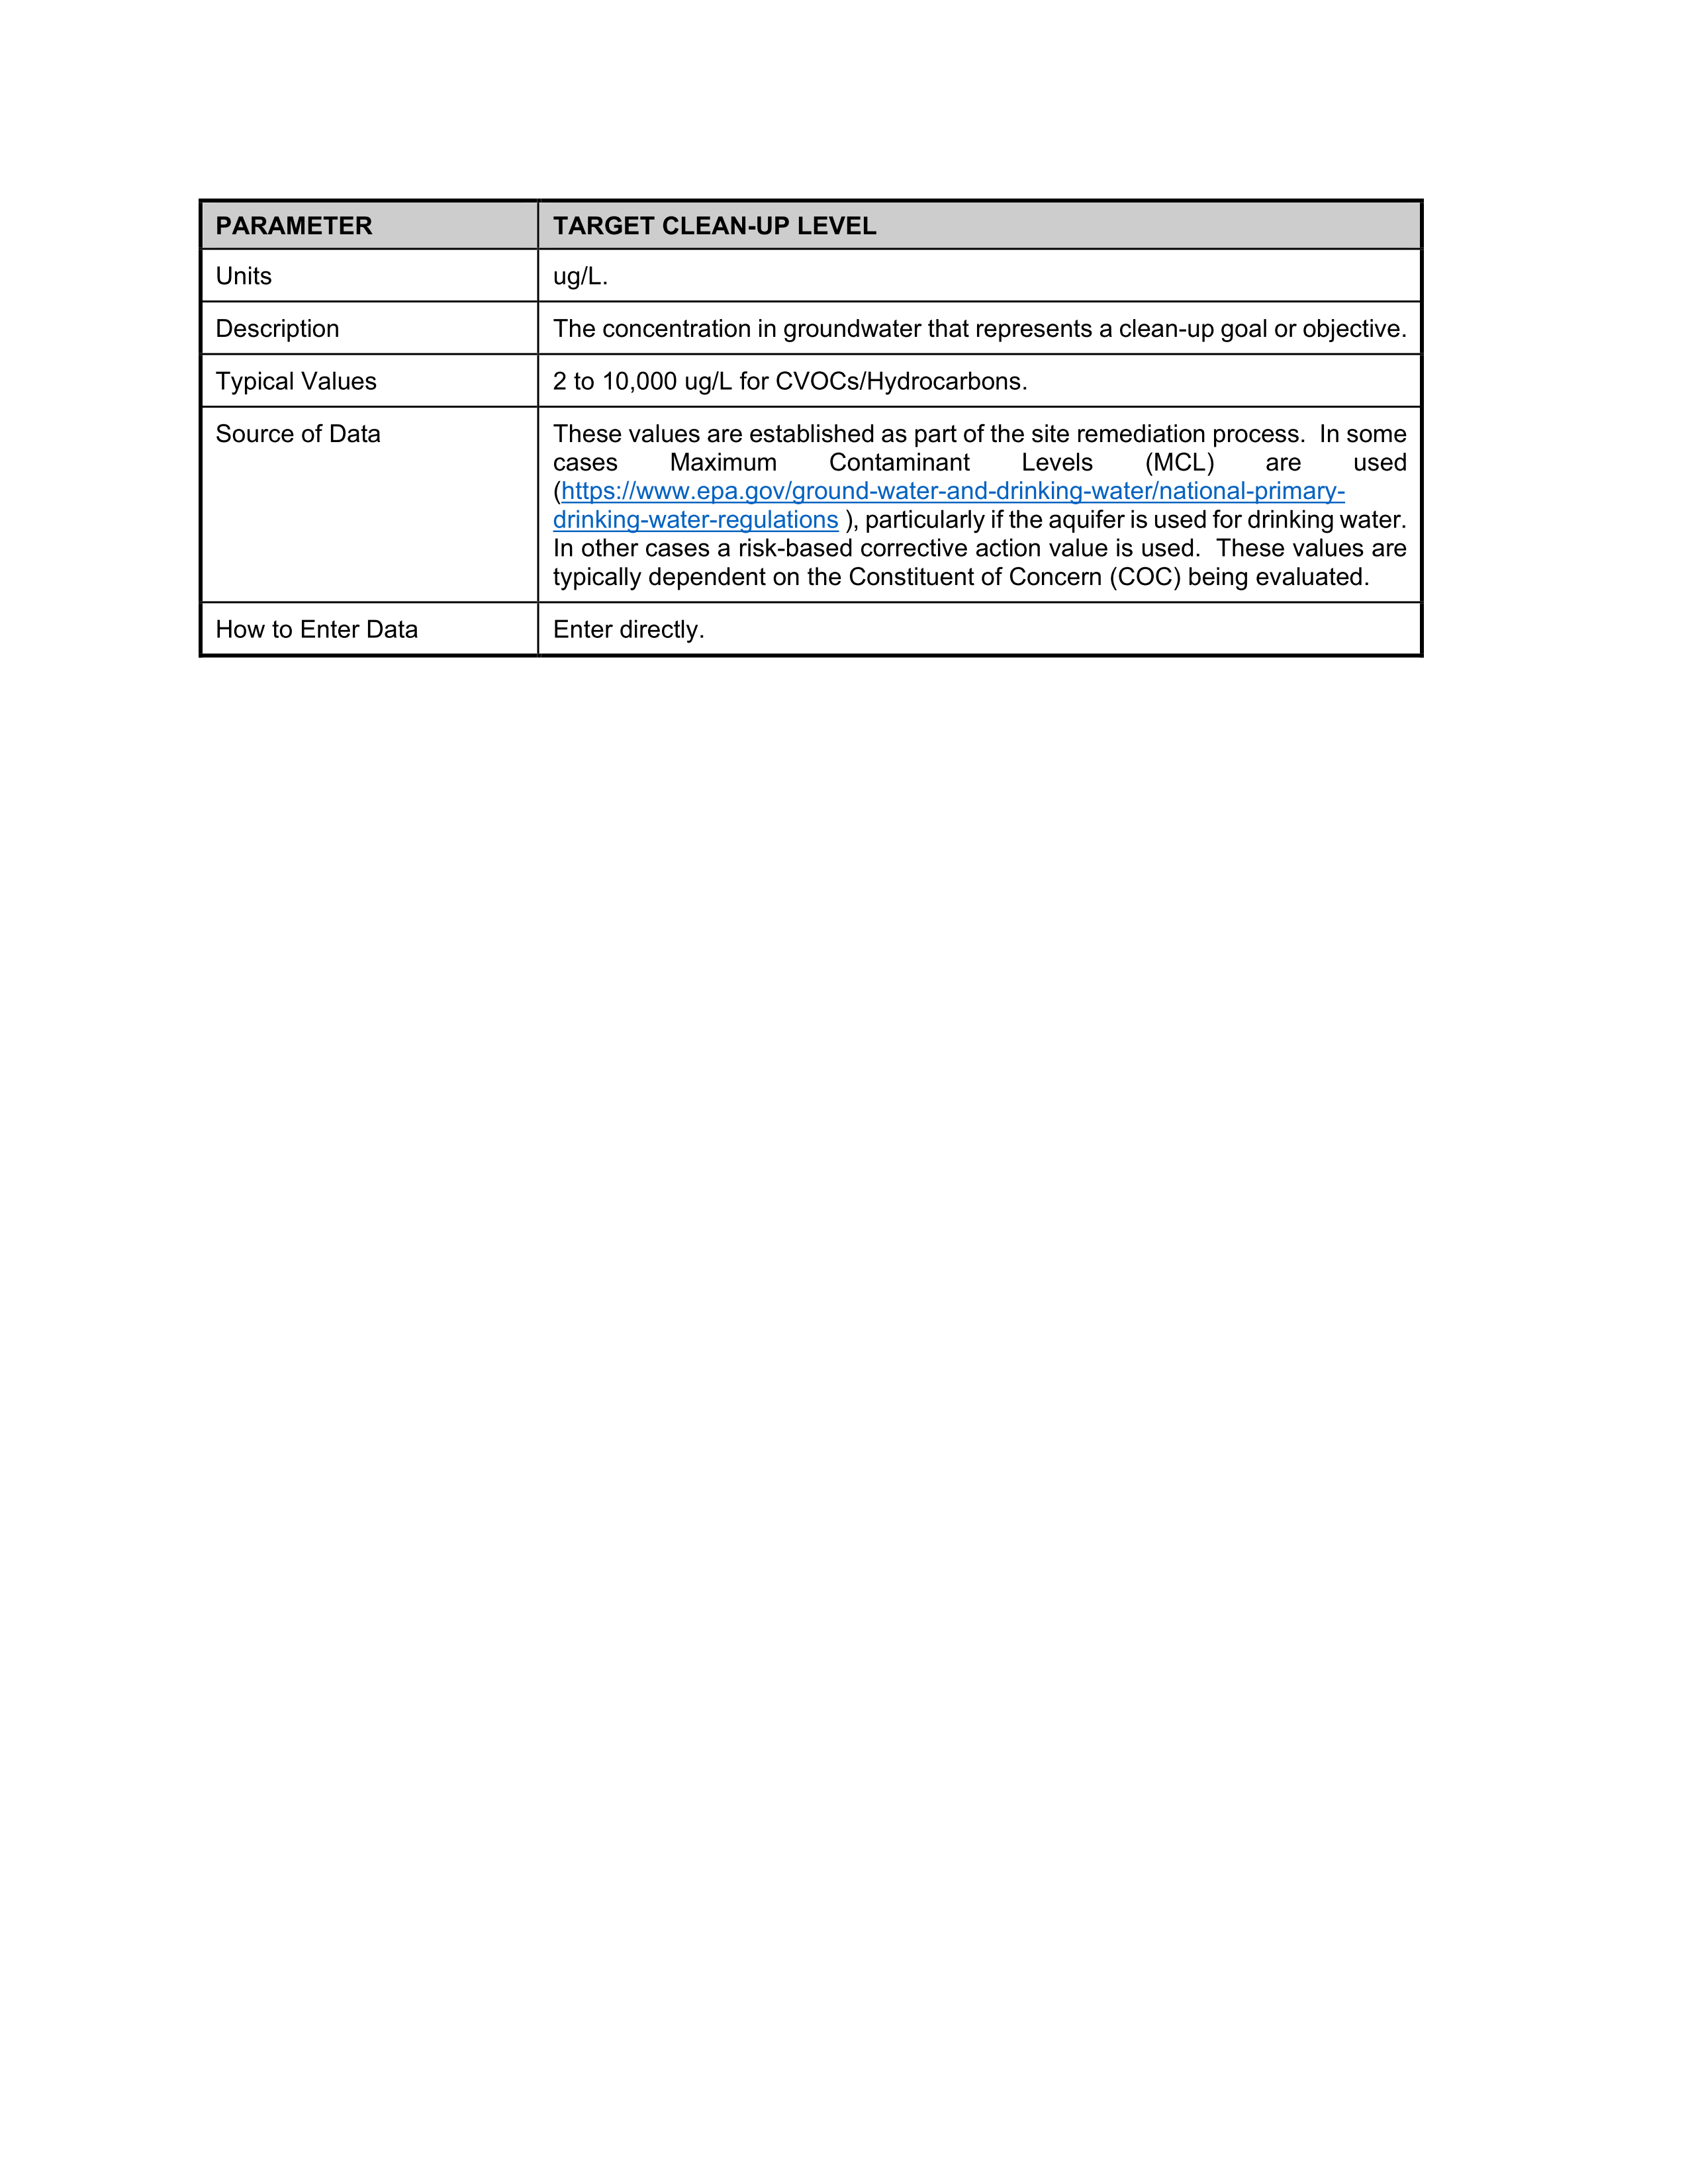 PARAMETER TARGET CLEAN-UP LEVEL
Units ug/L.
Description The concentration in groundwater that represents a clean-up goal or objective.
Typical Values 2 to 10,000 ug/L for CVOCs/Hydrocarbons.
Source of Data These values are established as part of the site remediation process.  In some
cases Maximum Contaminant Levels (MCL) are used
(https://www.epa.gov/ground-water-and-drinking-water/national-primary-
drinking-water-regulations ), particularly if the aquifer is used for drinking water.
In other cases a risk-based corrective action value is used.  These values are
typically dependent on the Constituent of Concern (COC) being evaluated.
How to Enter Data Enter directly.